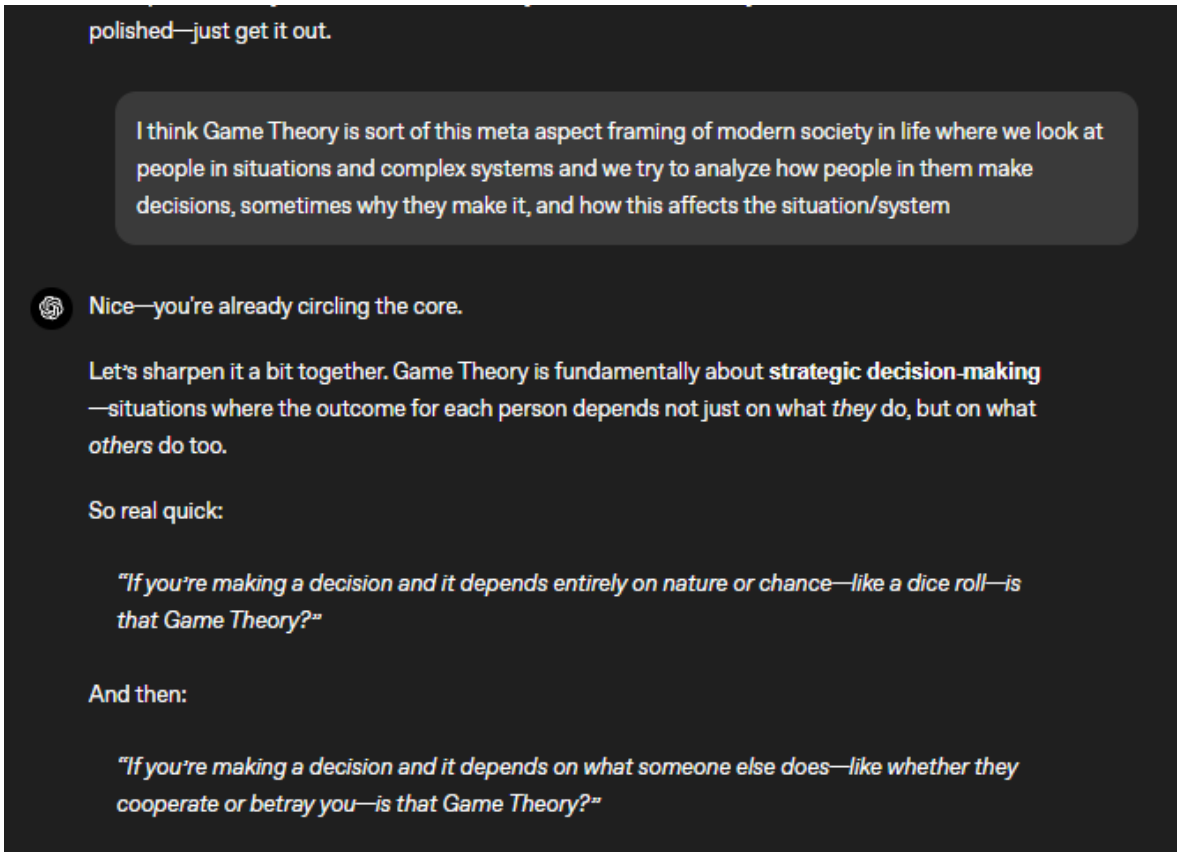 polished—just get it out.
I think Game Theory is sort of this meta aspect framing of modern society in life where we look at
people in situations and complex systems and we try to analyze how people in them make
decisions, sometimes why they make it, and how this affects the situation/system
Nice—you're already circling the core.
Let's sharpen it a bit together. Game Theory is fundamentally about strategic decision-making
—situations where the outcome for each person depends not just on what they do, but on what
others do too.
So real quick:
“If you're making a decision and it depends entirely on nature or chance—like a dice roll—is
that Game Theory?”
And then:
“If you're making a decision and it depends on what someone else does—like whether they
cooperate or betray you—is that Game Theory?”